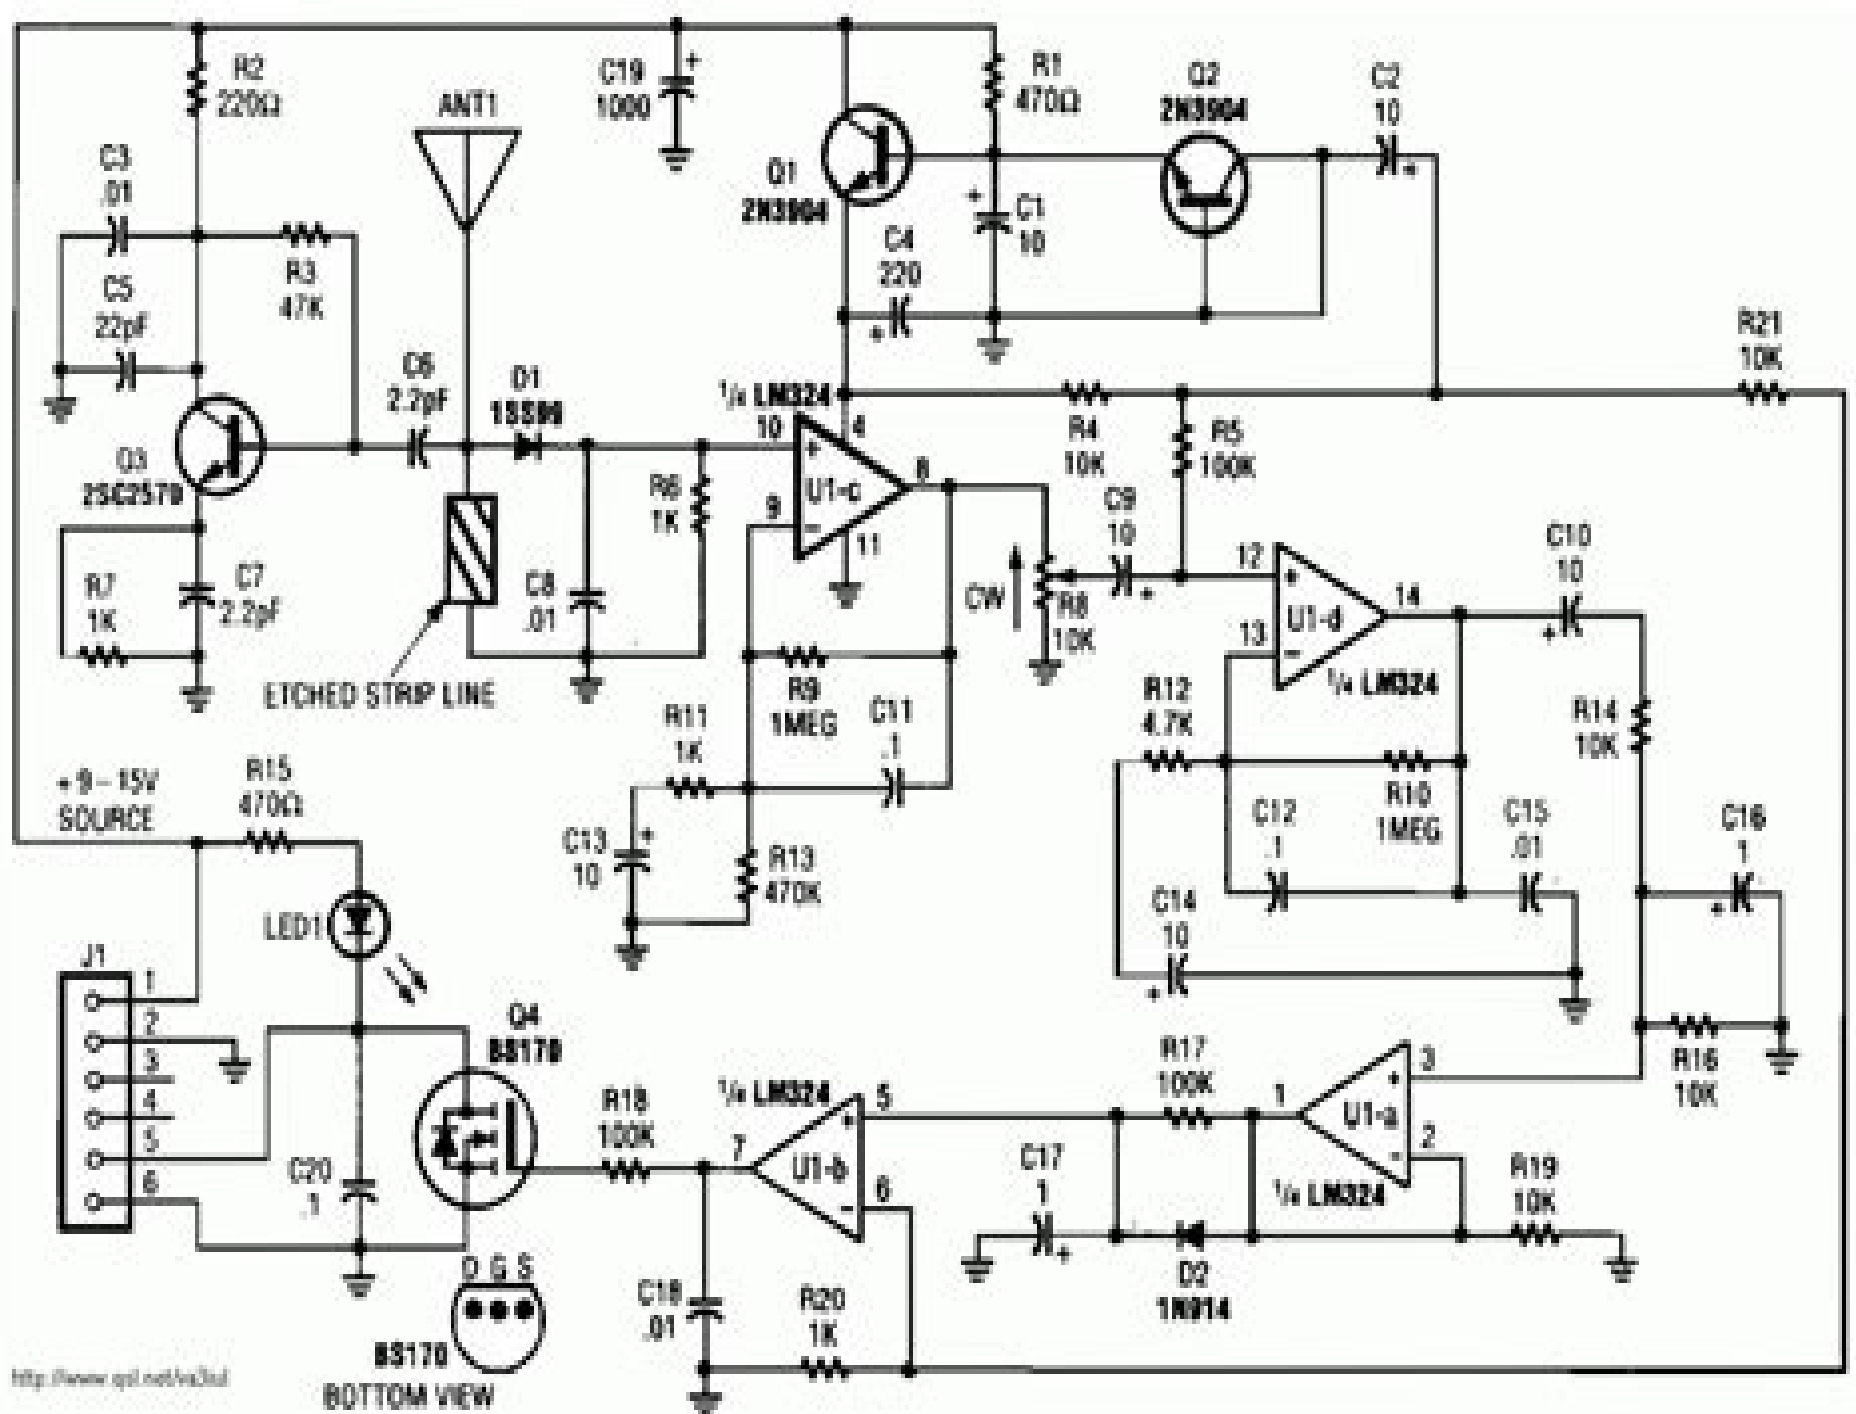 R2
220Ω
C19
1000
+
R1
470Ω
Q2
2N3904
C2
10
+
ANT1
C3
.01
Q1
2N3904
+
C1
10
R3
47K
C4
220
+
C5
22pF
R21
10K
C6
2.2pF
D1
1SS99
1/4 LM324
10
4
+
U1-c
8
9
−
11
R4
10K
R5
100K
Q3
2SC2570
R6
1K
C9
10
+
CW
R8
10K
12
+
U1-d
14
13
−
1/4 LM324
C10
10
+
R7
1K
C7
2.2pF
C8
.01
ETCHED STRIP LINE
R9
1MEG
R11
1K
C11
.1
R12
4.7K
R14
10K
+9-15V
SOURCE
R15
470Ω
C13
10
+
R13
470K
R10
1MEG
C12
.1
C15
.01
C16
1
+
LED1
C14
10
+
J1
1
2
3
4
5
6
Q4
BS170
C20
.1
R18
100K
1/4 LM324
5
+
7
U1-b
6
−
R17
100K
1
U1-a
3
+
2
−
1/4 LM324
R16
10K
C17
1
+
R19
10K
D2
1N914
D G S
C18
.01
R20
1K
BS170
BOTTOM VIEW